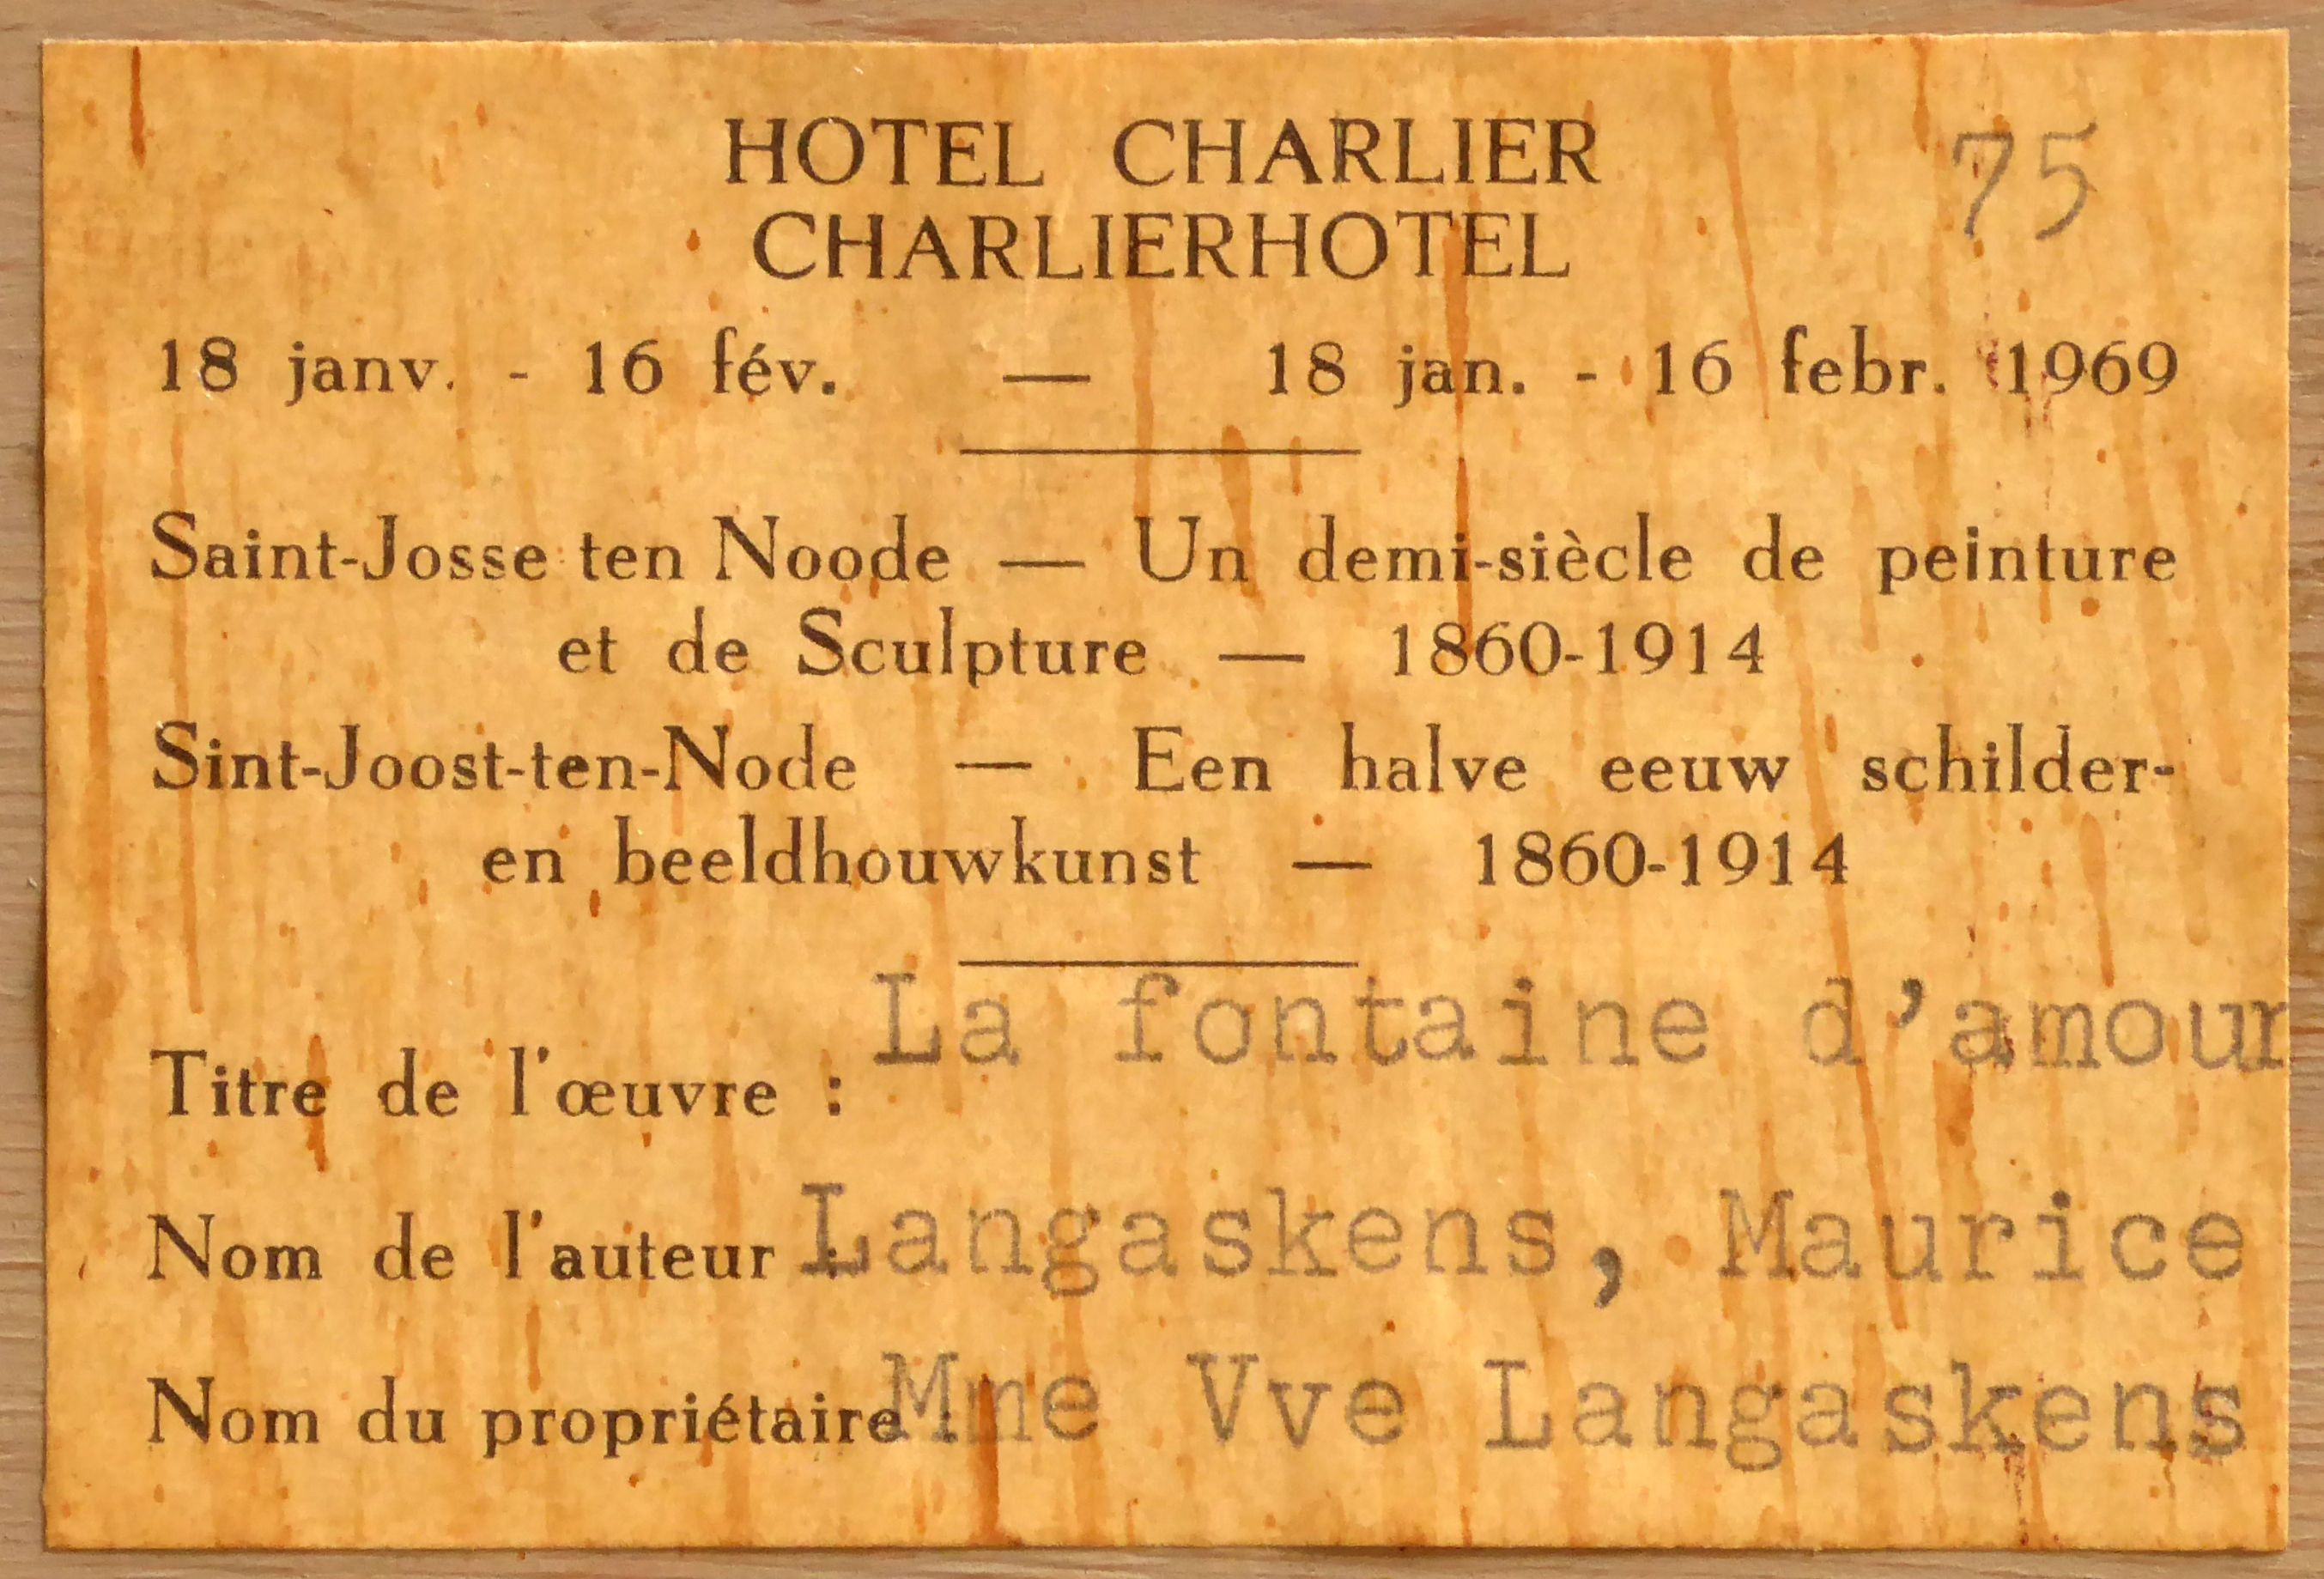 HOTEL CHARLIER
75
CHARLIERHOTEL
18 janv. - 16 fév. — 18 jan. - 16 febr. 1969
Saint-Josse ten Noode — Un demi-siècle de peinture
et de Sculpture — 1860-1914
Sint-Joost-ten-Node — Een halve eeuw schilder-
en beeldhouwkunst — 1860-1914
Titre de l'œuvre : La fontaine d'amour
Nom de l'auteur : Langaskens, Maurice
Nom du propriétaire : Mme Vve Langaskens